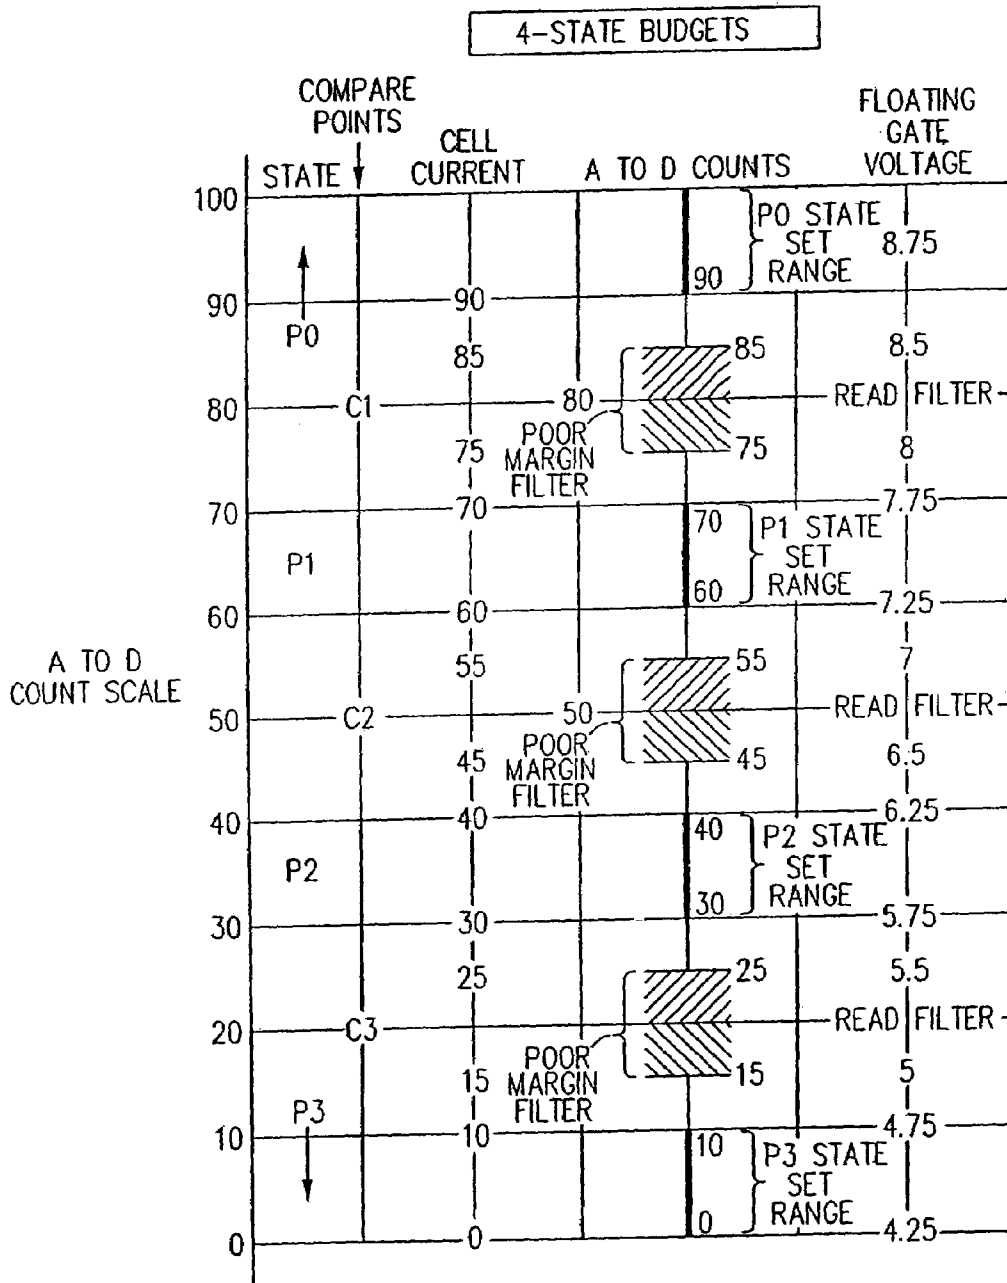 4-STATE BUDGETS
COMPARE
POINTS
FLOATING
GATE
VOLTAGE
CELL
CURRENT
STATE
A TO D COUNTS
100
P0 STATE
SET
RANGE
8.75
90
90
90
P0
85
85
8.5
80
C1
80
READ FILTER
POOR
MARGIN
FILTER
75
75
8
70
70
70
7.75
P1 STATE
SET
RANGE
P1
60
60
60
7.25
A TO D
COUNT SCALE
55
55
7
50
C2
50
READ FILTER
POOR
MARGIN
FILTER
45
45
6.5
40
40
40
6.25
P2 STATE
SET
RANGE
P2
30
30
30
5.75
25
25
5.5
20
C3
READ FILTER
POOR
MARGIN
FILTER
15
15
5
P3
10
10
10
4.75
P3 STATE
SET
RANGE
0
0
0
4.25